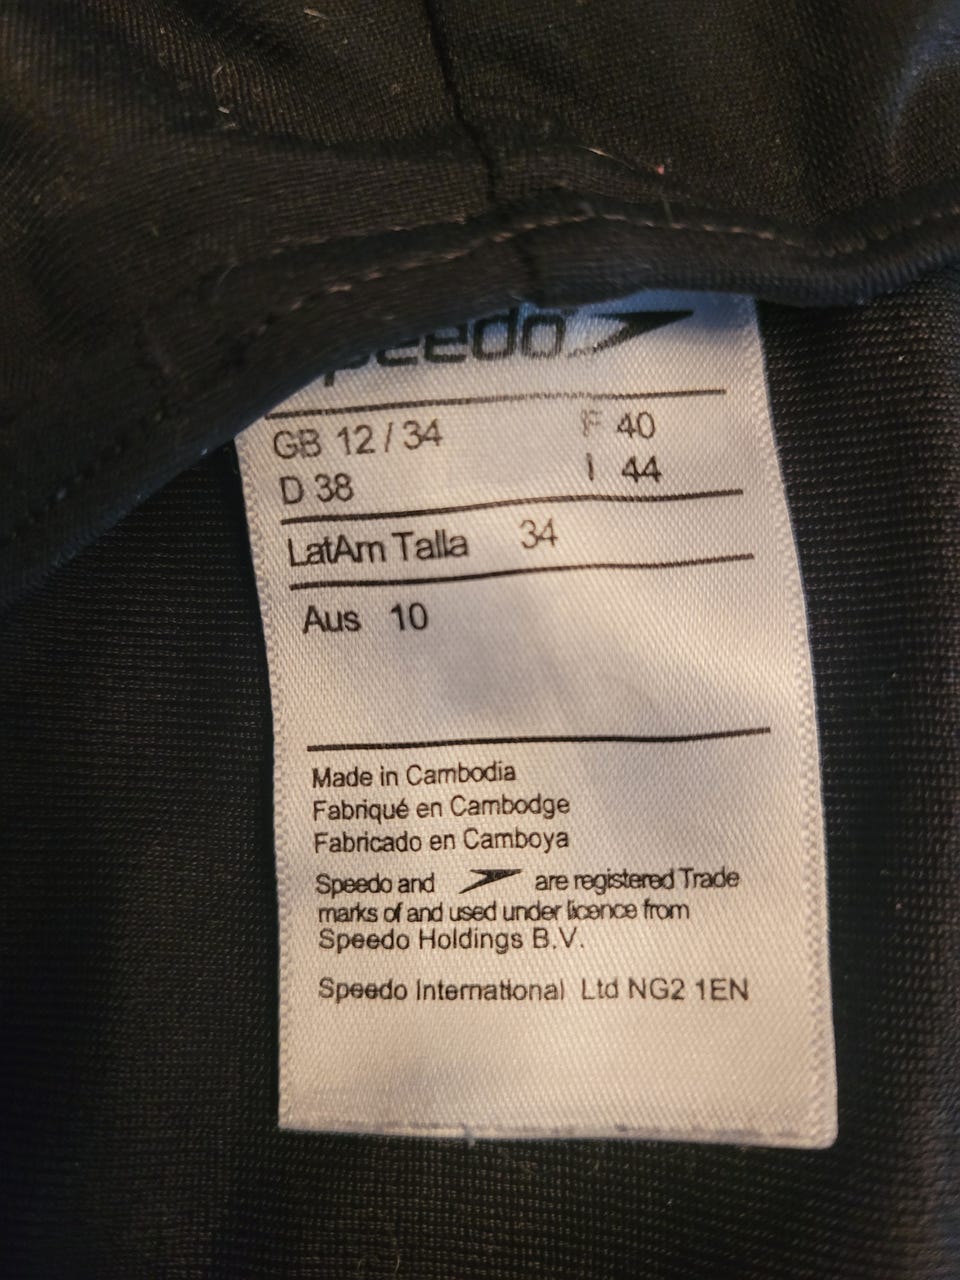 speedo
GB 12 / 34 F 40
D 38 I 44
LatAm Talla 34
Aus 10
Made in Cambodia
Fabriqué en Cambodge
Fabricado en Camboya
Speedo and are registered Trade
marks of and used under licence from
Speedo Holdings B.V.
Speedo International Ltd NG2 1EN